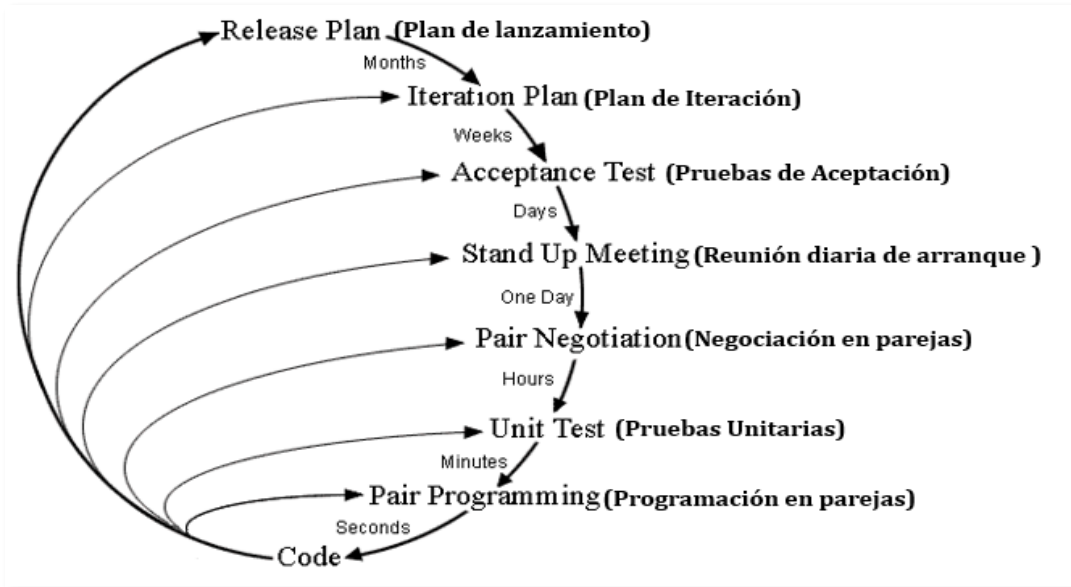 Release Plan (Plan de lanzamiento)
Months
Iteration Plan (Plan de Iteración)
Weeks
Acceptance Test (Pruebas de Aceptación)
Days
Stand Up Meeting (Reunión diaria de arranque )
One Day
Pair Negotiation (Negociación en parejas)
Hours
Unit Test (Pruebas Unitarias)
Minutes
Pair Programming (Programación en parejas)
Seconds
Code